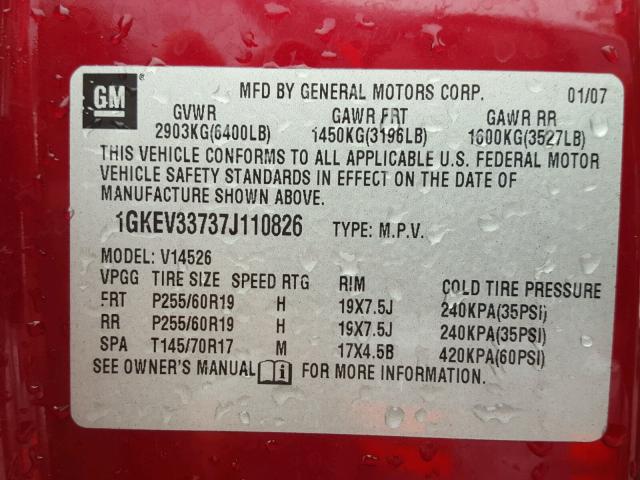 GM ® MFD BY GENERAL MOTORS CORP. 01/07
GVWR GAWR FRT GAWR RR
2903KG(6400LB) 1450KG(3196LB) 1600KG(3527LB)
THIS VEHICLE CONFORMS TO ALL APPLICABLE U.S. FEDERAL MOTOR
VEHICLE SAFETY STANDARDS IN EFFECT ON THE DATE OF
MANUFACTURE SHOWN ABOVE.
1GKEV33737J110826 TYPE: M.P.V.
MODEL: V14526
VPGG TIRE SIZE SPEED RTG RIM COLD TIRE PRESSURE
FRT P255/60R19 H 19X7.5J 240KPA(35PSI)
RR P255/60R19 H 19X7.5J 240KPA(35PSI)
SPA T145/70R17 M 17X4.5B 420KPA(60PSI)
SEE OWNER'S MANUAL i FOR MORE INFORMATION.